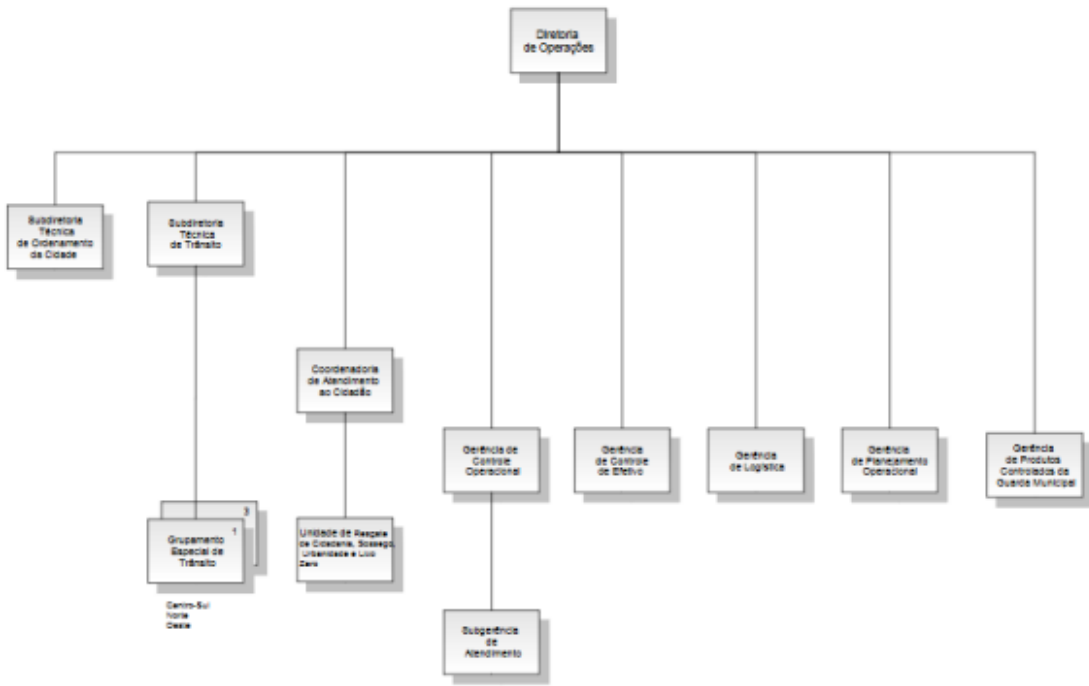 Diretoria
de Operações
Subdiretoria
Técnica
de Ordenamento
da Cidade
Subdiretoria
Técnica
de Trânsito
Coordenadoria
de Atendimento
ao Cidadão
Gerência de
Controle
Operacional
Gerência
de Controle
de Efetivo
Gerência
de Logística
Gerência
de Planejamento
Operacional
Gerência
de Produtos
Controlados da
Guarda Municipal
3
1
Grupamento
Especial de
Trânsito
Unidade de Resgate
de Cidadania, Sossego,
Urbanidade e Lixo
Zero
Centro-Sul
Norte
Oeste
Subgerência
de
Atendimento